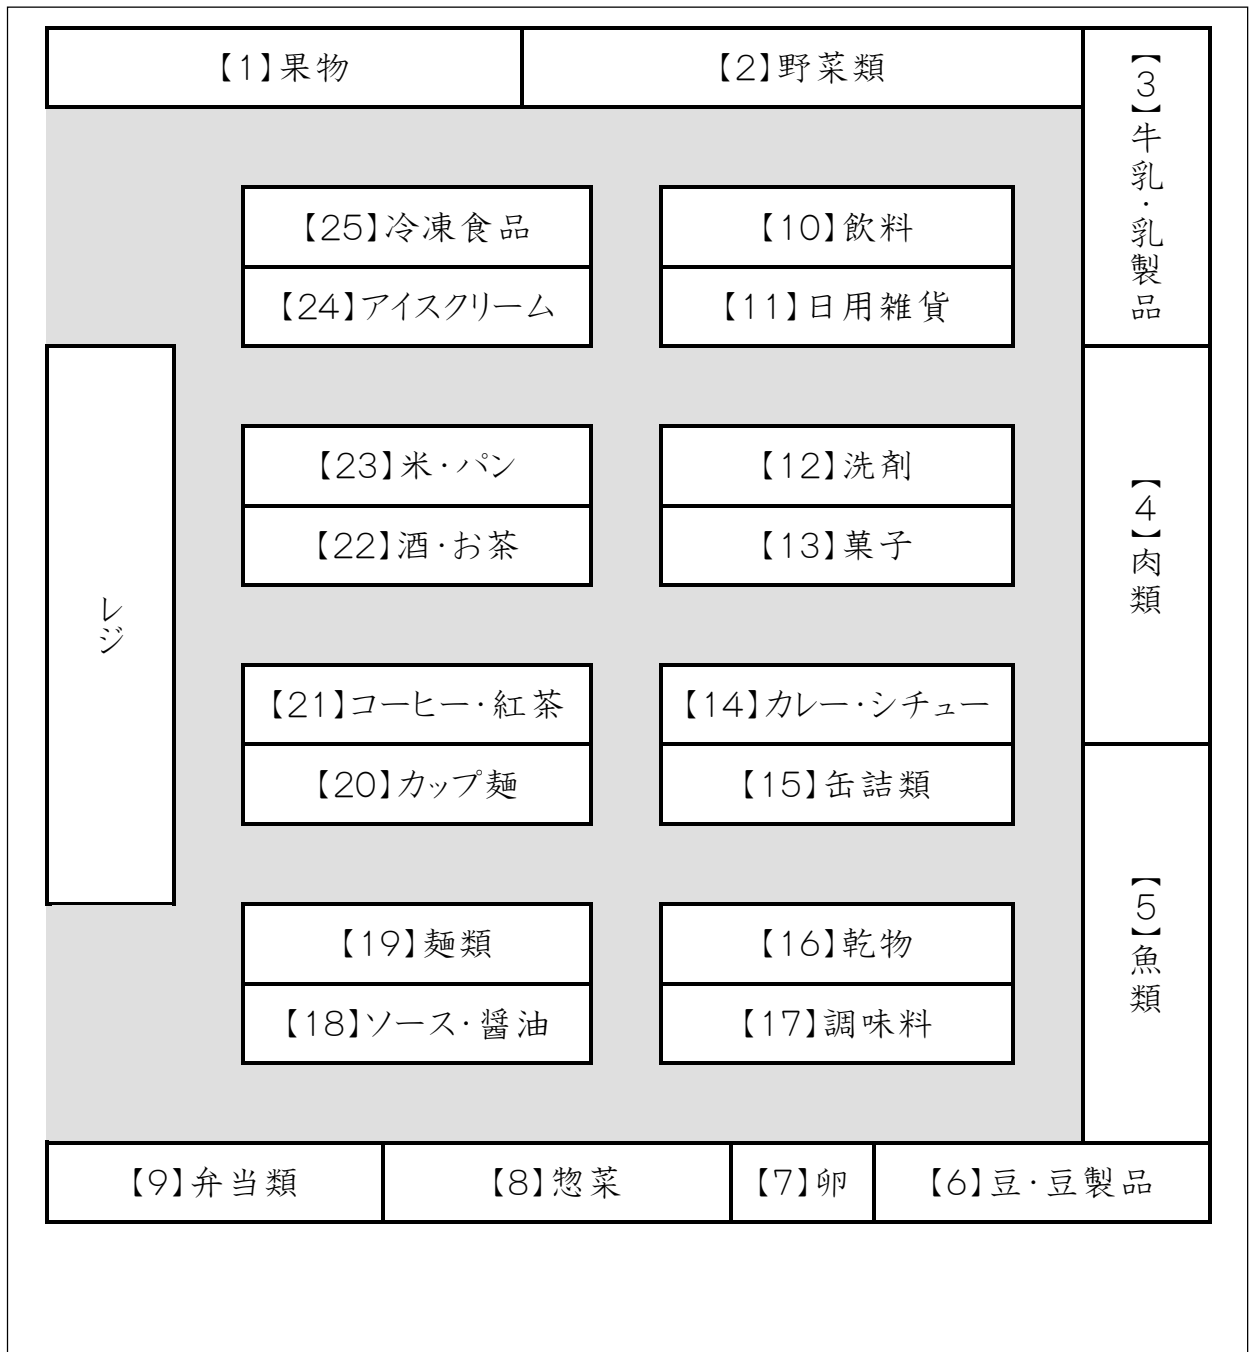 【1】果物
【2】野菜類
【3】牛乳・乳製品
【25】冷凍食品
【10】飲料
【24】アイスクリーム
【11】日用雑貨
【23】米・パン
【12】洗剤
【4】肉類
【22】酒・お茶
【13】菓子
レジ
【21】コーヒー・紅茶
【14】カレー・シチュー
【20】カップ麺
【15】缶詰類
【5】魚類
【19】麺類
【16】乾物
【18】ソース・醤油
【17】調味料
【9】弁当類
【8】惣菜
【7】卵
【6】豆・豆製品